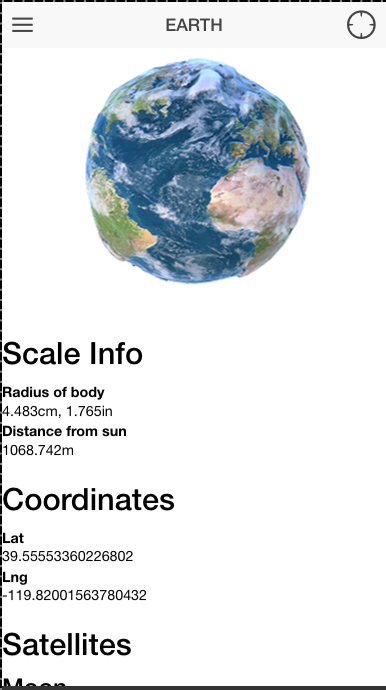 EARTH
Scale Info
Radius of body
4.483cm, 1.765in
Distance from sun
1068.742m
Coordinates
Lat
39.55553360226802
Lng
-119.82001563780432
Satellites
Moon